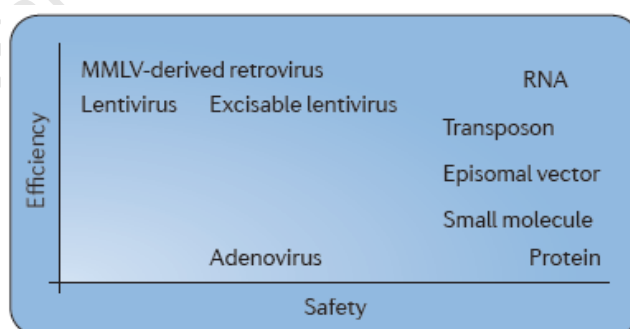 MMLV-derived retrovirus
RNA
Lentivirus Excisable lentivirus
Transposon
Episomal vector
Small molecule
Adenovirus Protein
Efficiency
Safety